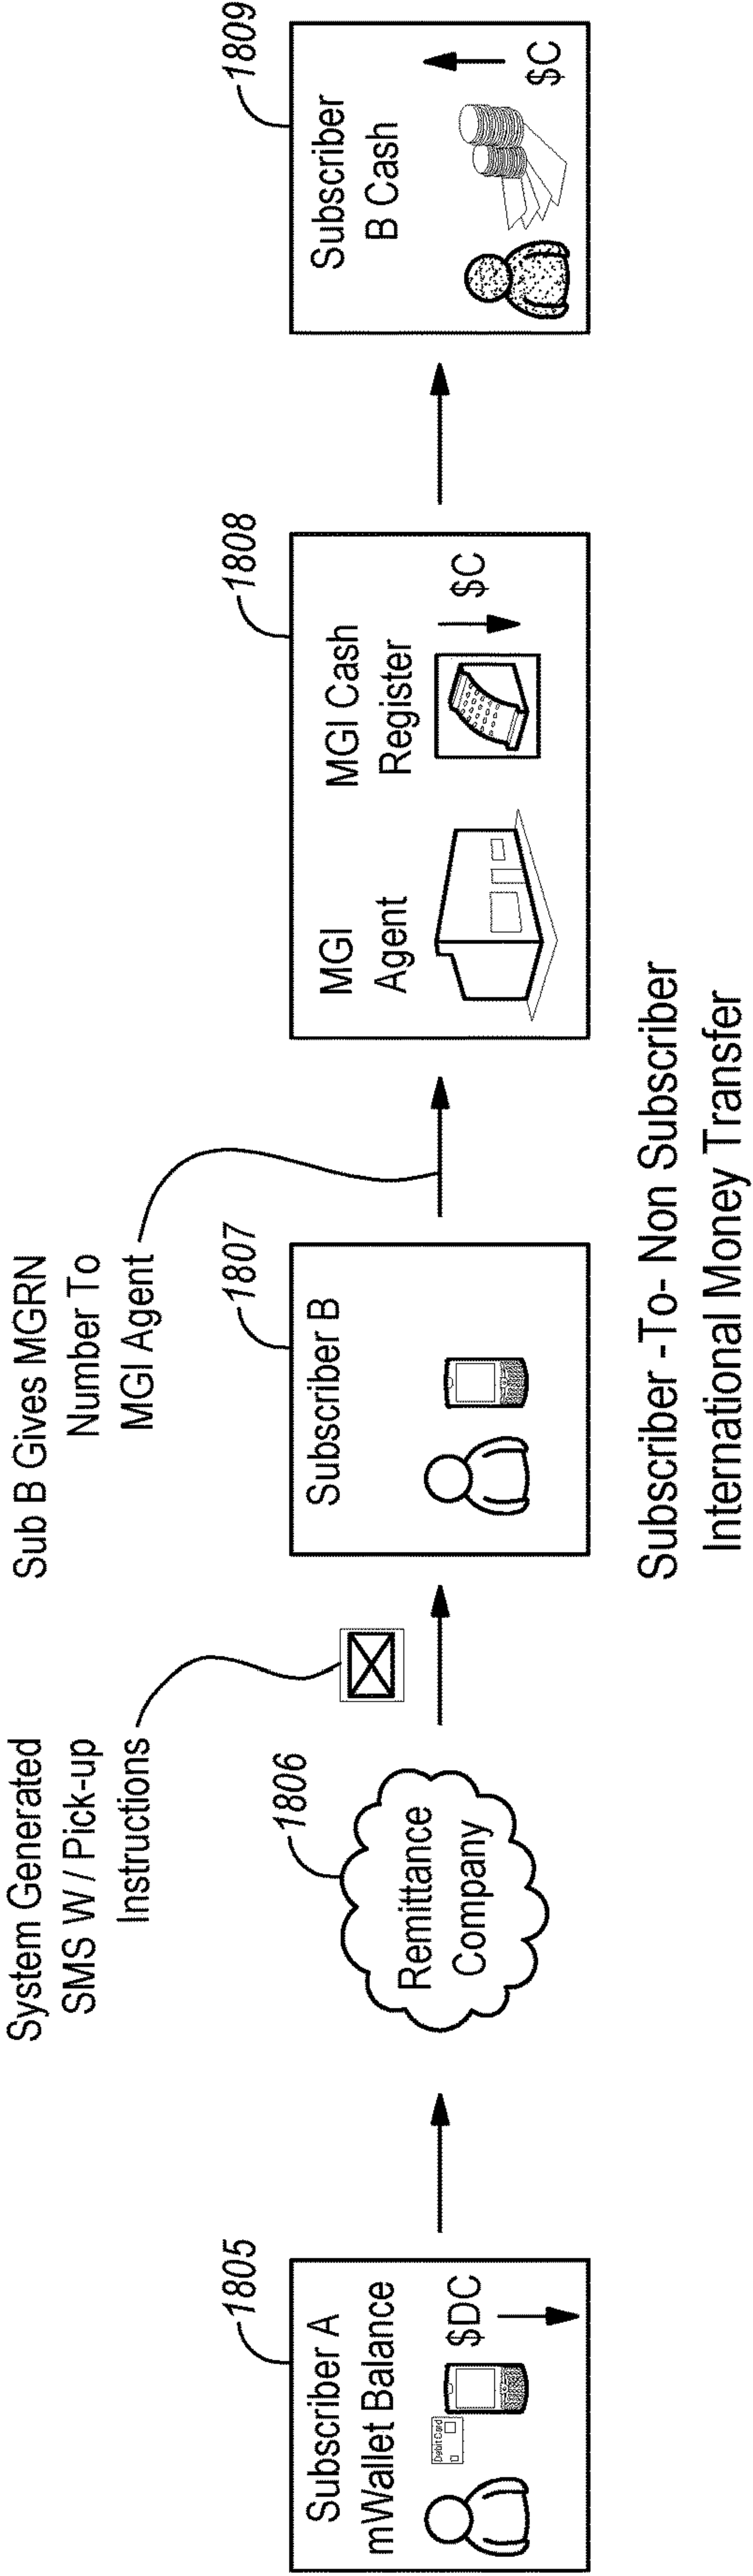 System Generated
SMS W / Pick-up
Instructions
Sub B Gives MGRN
Number To
MGI Agent
1805
Subscriber A
mWallet Balance
Debit Card
$DC
1806
Remittance
Company
1807
Subscriber B
1808
MGI
Agent
MGI Cash
Register
$C
1809
Subscriber
B Cash
$C
Subscriber -To- Non Subscriber
International Money Transfer